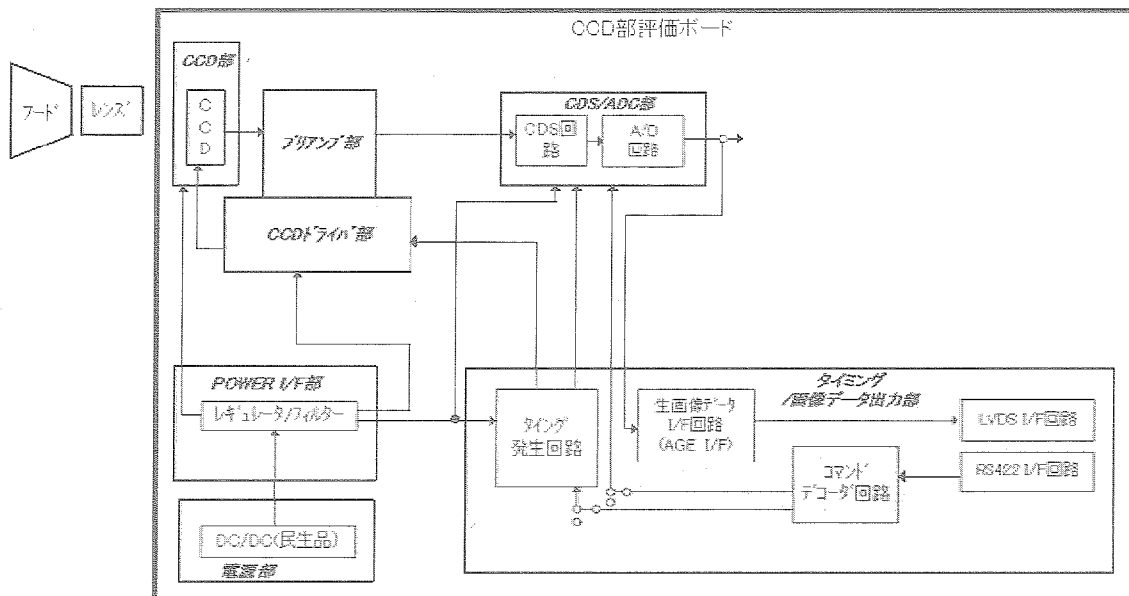 CCD部評価ボード
フード
レンズ
CCD部
C
C
D
プリアンプ部
CCDドライバ部
CDS/ADC部
CDS回
路
A/D
回路
POWER I/F部
レギュレータ/フィルター
DC/DC(民生品)
電源部
タイミング
/画像データ出力部
タイング
発生回路
生画像データ
I/F回路
(AGE I/F)
コマンド
デコーダ回路
LVDS I/F回路
RS422 I/F回路